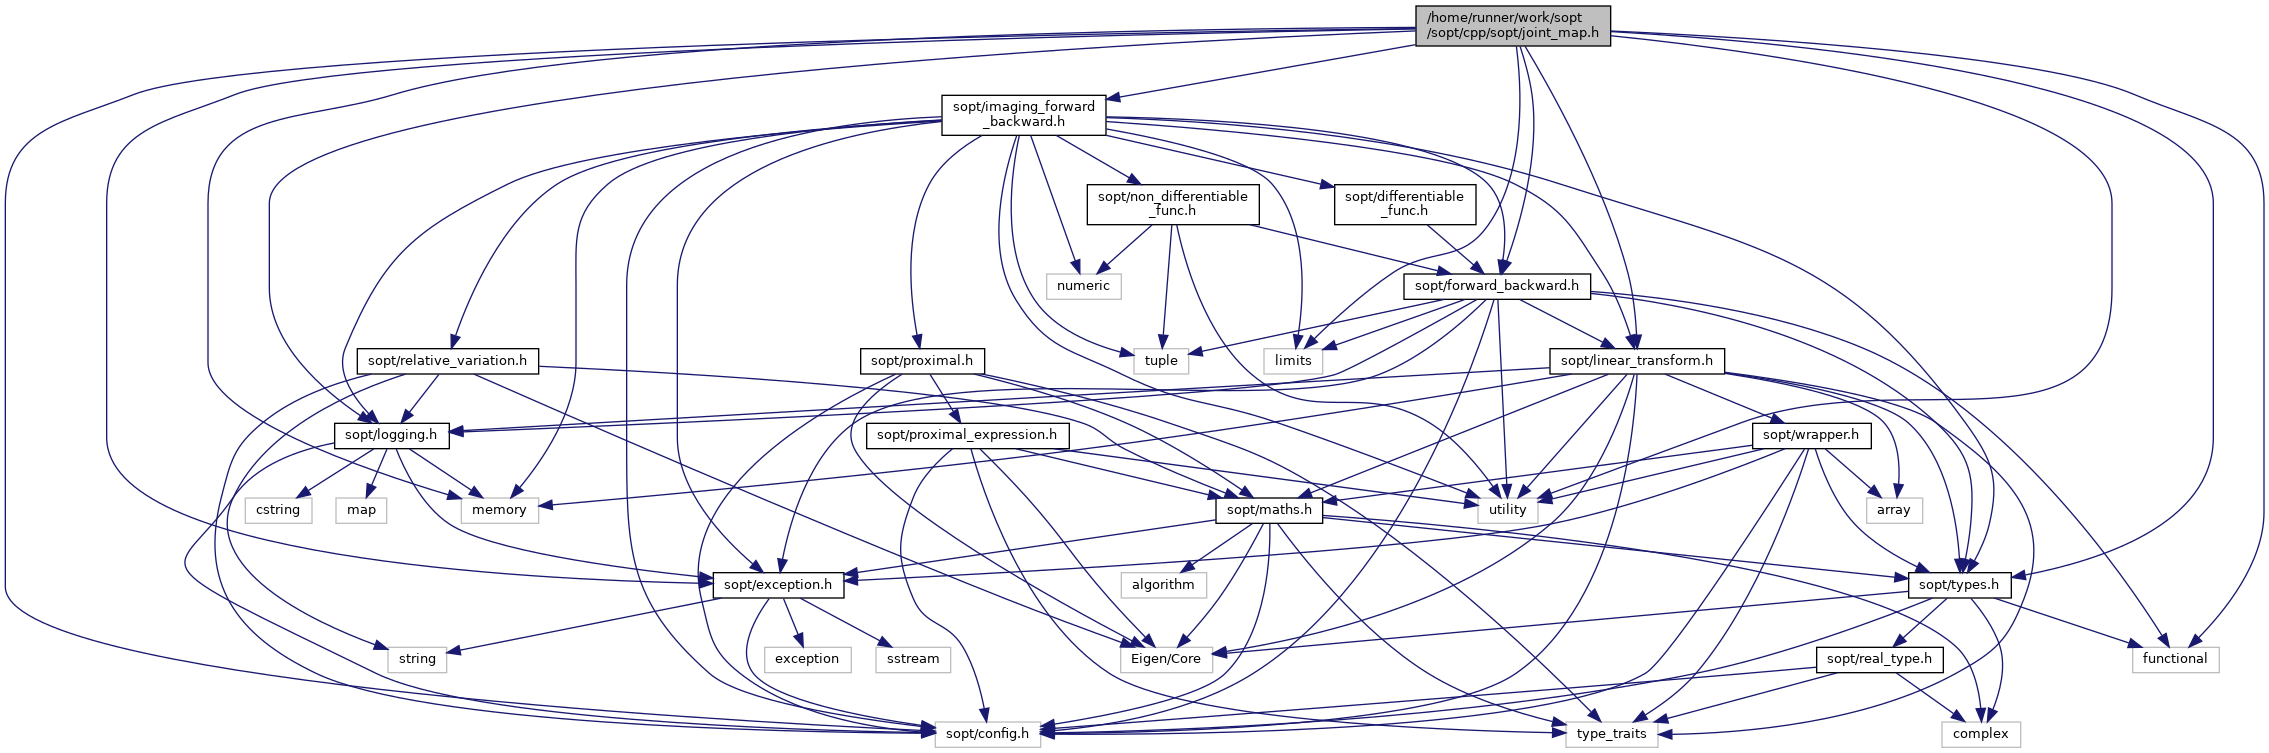 /home/runner/work/sopt
/sopt/cpp/sopt/joint_map.h
sopt/imaging_forward
_backward.h
sopt/non_differentiable
_func.h
sopt/differentiable
_func.h
numeric
sopt/forward_backward.h
sopt/relative_variation.h
sopt/proximal.h
tuple
limits
sopt/linear_transform.h
sopt/logging.h
sopt/proximal_expression.h
sopt/wrapper.h
cstring
map
memory
sopt/maths.h
utility
array
sopt/exception.h
algorithm
sopt/types.h
string
exception
sstream
Eigen/Core
sopt/real_type.h
functional
sopt/config.h
type_traits
complex